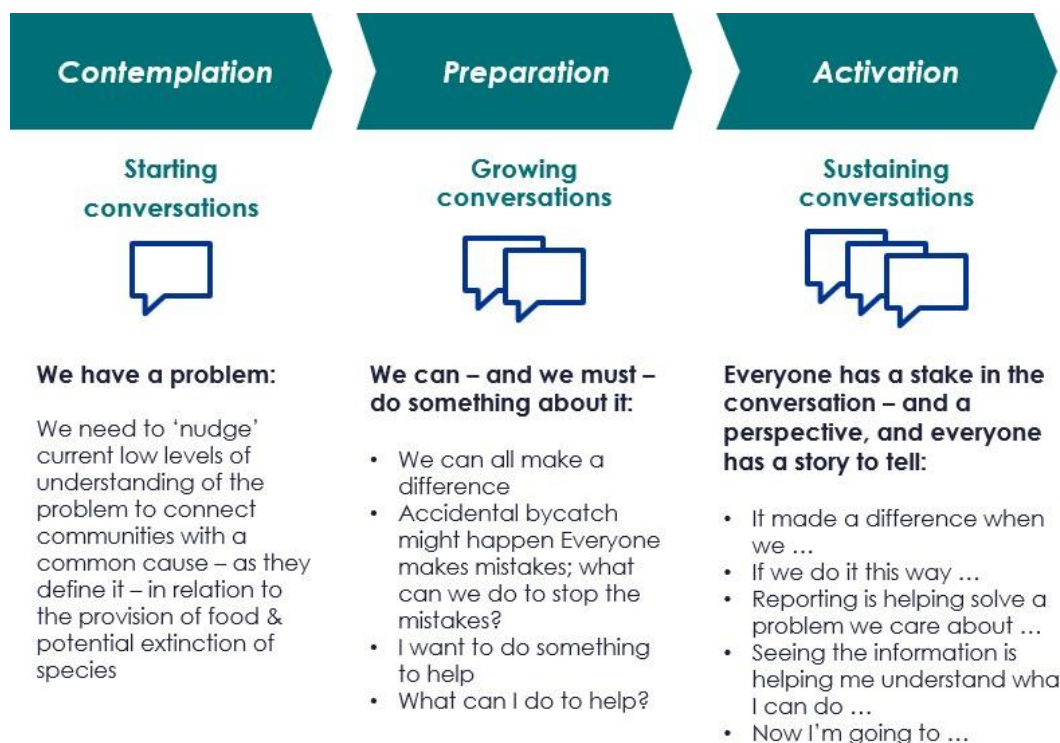 Contemplation
Preparation
Activation
Starting
conversations
Growing
conversations
Sustaining
conversations
We have a problem:
We need to ‘nudge’
current low levels of
understanding of the
problem to connect
communities with a
common cause – as they
define it – in relation to
the provision of food &
potential extinction of
species
We can – and we must –
do something about it:
• We can all make a
difference
• Accidental bycatch
might happen Everyone
makes mistakes; what
can we do to stop the
mistakes?
• I want to do something
to help
• What can I do to help?
Everyone has a stake in the
conversation – and a
perspective, and everyone
has a story to tell:
• It made a difference when
we …
• If we do it this way …
• Reporting is helping solve a
problem we care about …
• Seeing the information is
helping me understand wha
I can do …
• Now I’m going to …